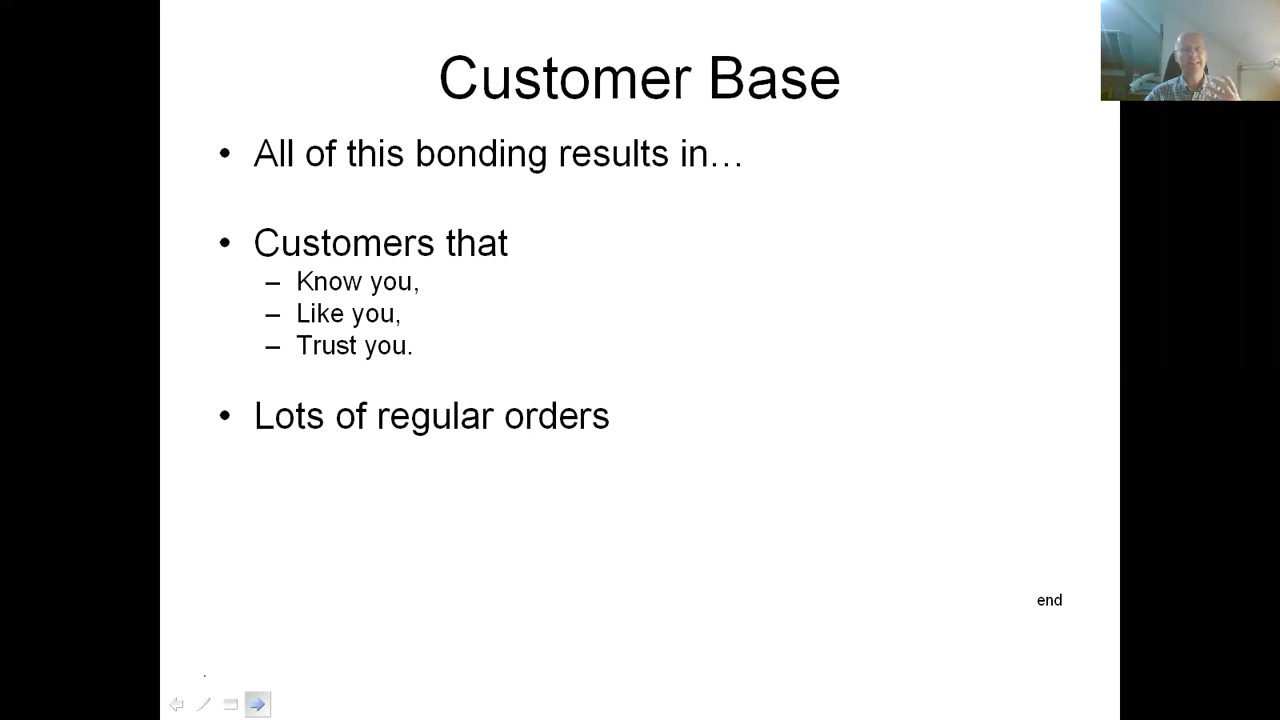 Customer Base
• All of this bonding results in…
• Customers that
– Know you,
– Like you,
– Trust you.
• Lots of regular orders
end
.